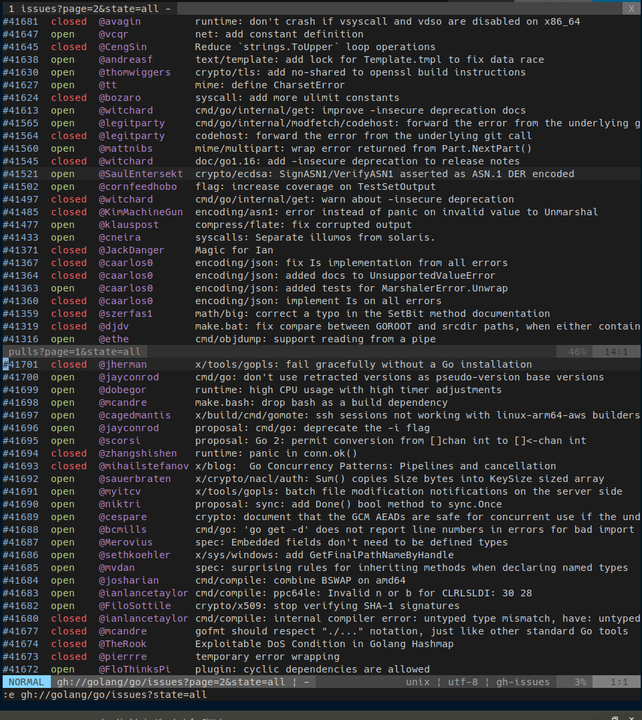 1 issues?page=2&state=all - X
#41681 closed @avagin runtime: don't crash if vsyscall and vdso are disabled on x86_64
#41647 open @vcqr net: add constant definition
#41645 closed @CengSin Reduce `strings.ToUpper` loop operations
#41638 open @andreasf text/template: add lock for Template.tmpl to fix data race
#41630 open @thomwiggers crypto/tls: add no-shared to openssl build instructions
#41627 open @tt mime: define CharsetError
#41624 closed @bozaro syscall: add more ulimit constants
#41613 open @witchard cmd/go/internal/get: improve -insecure deprecation docs
#41565 open @legitparty cmd/go/internal/modfetch/codehost: forward the error from the underlying g
#41564 closed @legitparty codehost: forward the error from the underlying git call
#41560 open @mattnibs mime/multipart: wrap error returned from Part.NextPart()
#41545 closed @witchard doc/go1.16: add -insecure deprecation to release notes
#41521 open @SaulEntersekt crypto/ecdsa: SignASN1/VerifyASN1 asserted as ASN.1 DER encoded
#41502 open @cornfeedhobo flag: increase coverage on TestSetOutput
#41497 closed @witchard cmd/go/internal/get: warn about -insecure deprecation
#41485 closed @KimMachineGun encoding/asn1: error instead of panic on invalid value to Unmarshal
#41477 open @klauspost compress/flate: fix corrupted output
#41433 open @cneira syscalls: Separate illumos from solaris.
#41371 closed @JackDanger Magic for Ian
#41367 closed @caarlos0 encoding/json: fix Is implementation from all errors
#41364 closed @caarlos0 encoding/json: added docs to UnsupportedValueError
#41363 open @caarlos0 encoding/json: added tests for MarshalerError.Unwrap
#41360 closed @caarlos0 encoding/json: implement Is on all errors
#41359 closed @szerfas1 math/big: correct a typo in the SetBit method documentation
#41319 closed @djdv make.bat: fix compare between GOROOT and srcdir paths, when either contain
#41316 open @ethe cmd/objdump: support reading from a pipe
pulls?page=1&state=all 46% 14:1
#41701 closed @jherman x/tools/gopls: fail gracefully without a Go installation
#41700 open @jayconrod cmd/go: don't use retracted versions as pseudo-version base versions
#41699 open @dobegor runtime: high CPU usage with high timer adjustments
#41698 open @mcandre make.bash: drop bash as a build dependency
#41697 open @cagedmantis x/build/cmd/gomote: ssh sessions not working with linux-arm64-aws builders
#41696 open @jayconrod proposal: cmd/go: deprecate the -i flag
#41695 open @scorsi proposal: Go 2: permit conversion from []chan int to []<-chan int
#41694 closed @zhangshishen runtime: panic in conn.ok()
#41693 closed @mihailstefanov x/blog:  Go Concurrency Patterns: Pipelines and cancellation
#41692 open @sauerbraten x/crypto/nacl/auth: Sum() copies Size bytes into KeySize sized array
#41691 open @myitcv x/tools/gopls: batch file modification notifications on the server side
#41690 open @niktri proposal: sync: add Done() bool method to sync.Once
#41689 open @cespare crypto: document that the GCM AEADs are safe for concurrent use if the und
#41688 open @bcmills cmd/go: 'go get -d' does not report line numbers in errors for bad import
#41687 open @Merovius spec: Embedded fields don't need to be defined types
#41686 open @sethkoehler x/sys/windows: add GetFinalPathNameByHandle
#41685 open @mvdan spec: surprising rules for inheriting methods when declaring named types
#41684 open @josharian cmd/compile: combine BSWAP on amd64
#41683 open @ianlancetaylor cmd/compile: ppc64le: Invalid n or b for CLRLSLDI: 30 28
#41682 open @FiloSottile crypto/x509: stop verifying SHA-1 signatures
#41680 closed @ianlancetaylor cmd/compile: internal compiler error: untyped type mismatch, have: untyped
#41677 closed @mcandre gofmt should respect "./..." notation, just like other standard Go tools
#41674 closed @TheRook Exploitable DoS Condition in Golang Hashmap
#41673 closed @pierrre temporary error wrapping
#41672 open @FloThinksPi plugin: cyclic dependencies are allowed
NORMAL gh://golang/go/issues?page=2&state=all | - unix | utf-8 | gh-issues 3% 1:1
:e gh://golang/go/issues?state=all